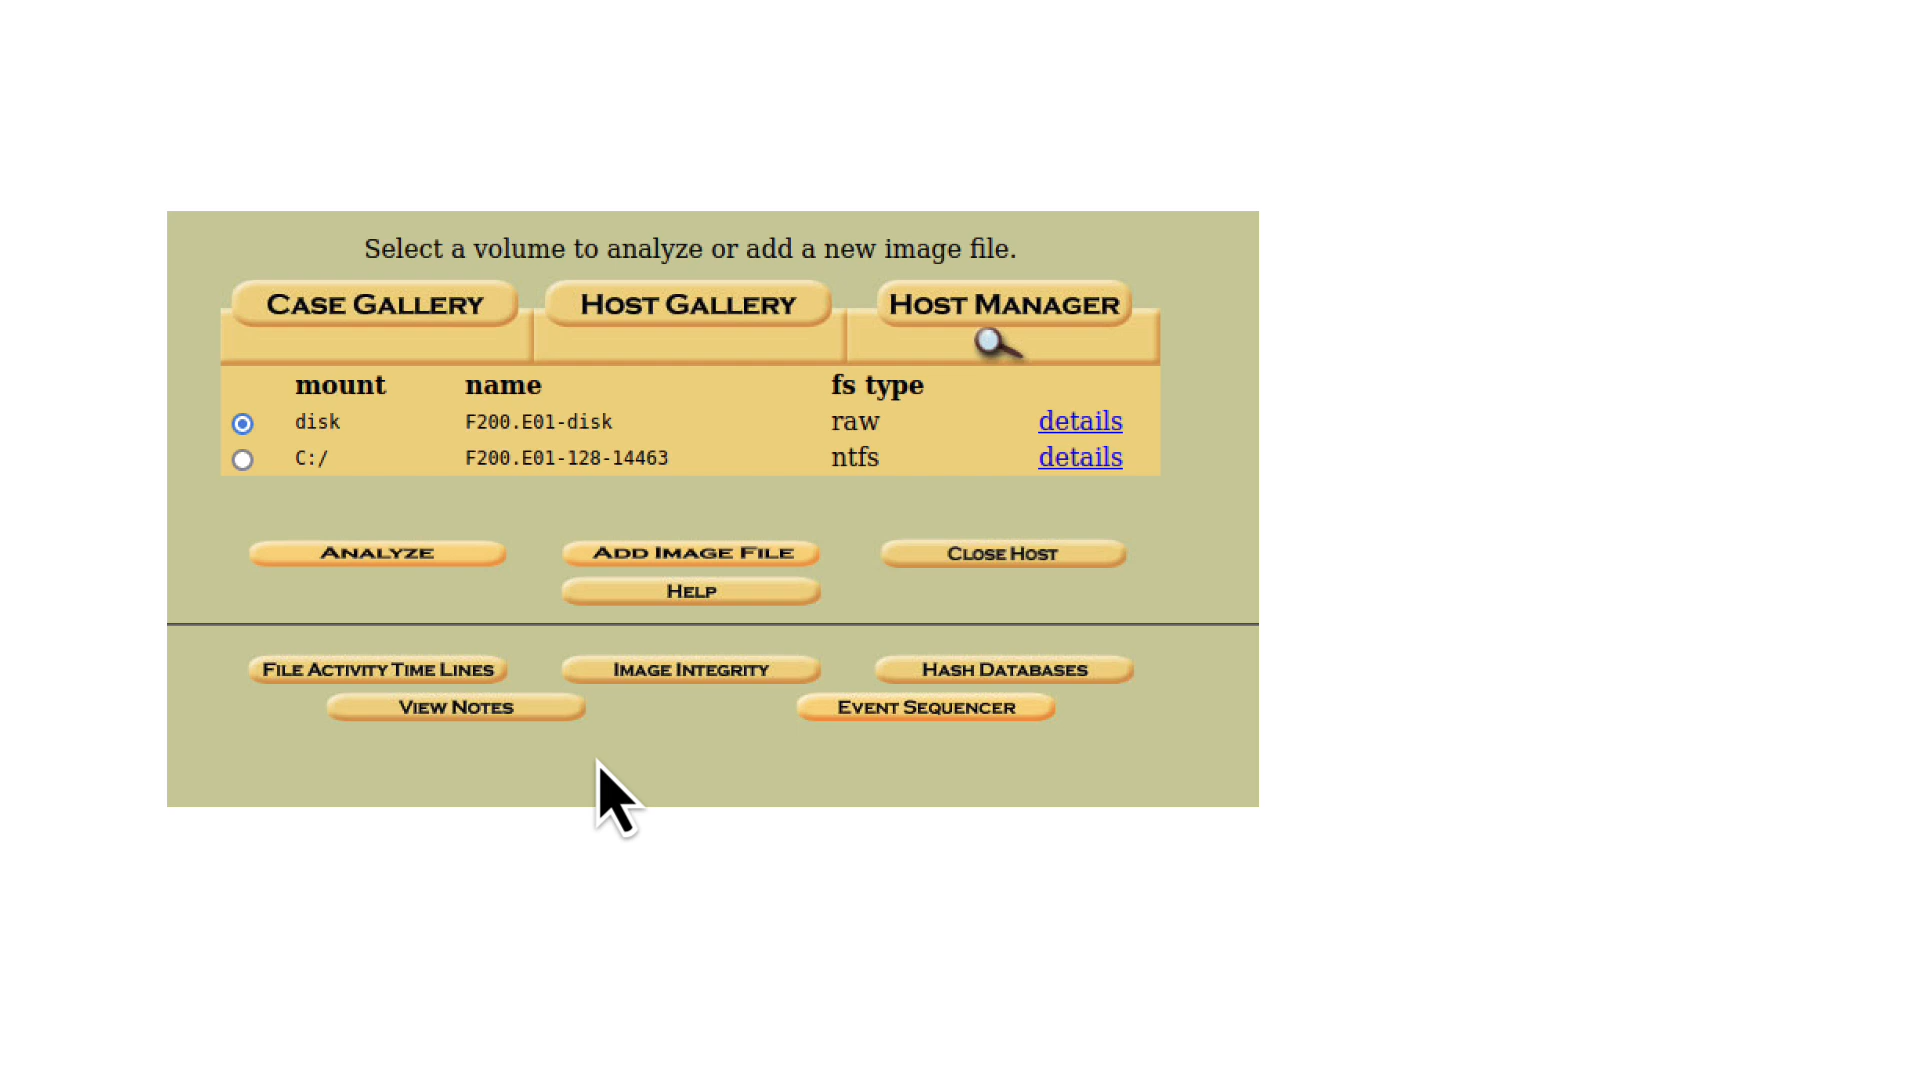 Select a volume to analyze or add a new image file.
CASE GALLERY HOST GALLERY HOST MANAGER
mount name fs type
disk F200.E01-disk raw details
C:/ F200.E01-128-14463 ntfs details
ANALYZE ADD IMAGE FILE CLOSE HOST
HELP
FILE ACTIVITY TIME LINES IMAGE INTEGRITY HASH DATABASES
VIEW NOTES EVENT SEQUENCER